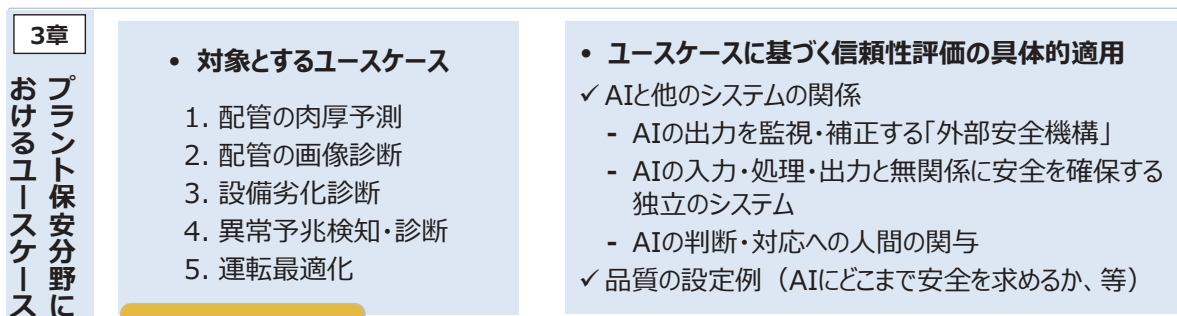 3章
プラント保安分野に
おけるユースケース
• 対象とするユースケース
1. 配管の肉厚予測
2. 配管の画像診断
3. 設備劣化診断
4. 異常予兆検知・診断
5. 運転最適化
• ユースケースに基づく信頼性評価の具体的適用
✓ AIと他のシステムの関係
- AIの出力を監視・補正する「外部安全機構」
- AIの入力・処理・出力と無関係に安全を確保する
独立のシステム
- AIの判断・対応への人間の関与
✓ 品質の設定例（AIにどこまで安全を求めるか、等）